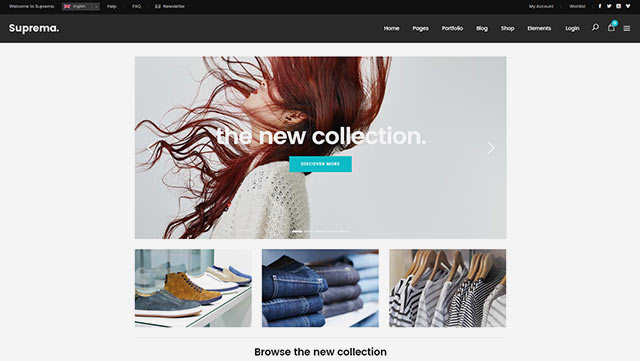 Welcome to Suprema.
English
Help
FAQ
Newsletter
My Account
Wishlist
Suprema.
Home
Pages
Portfolio
Blog
Shop
Elements
Login
the new collection.
DISCOVER MORE
Browse the new collection